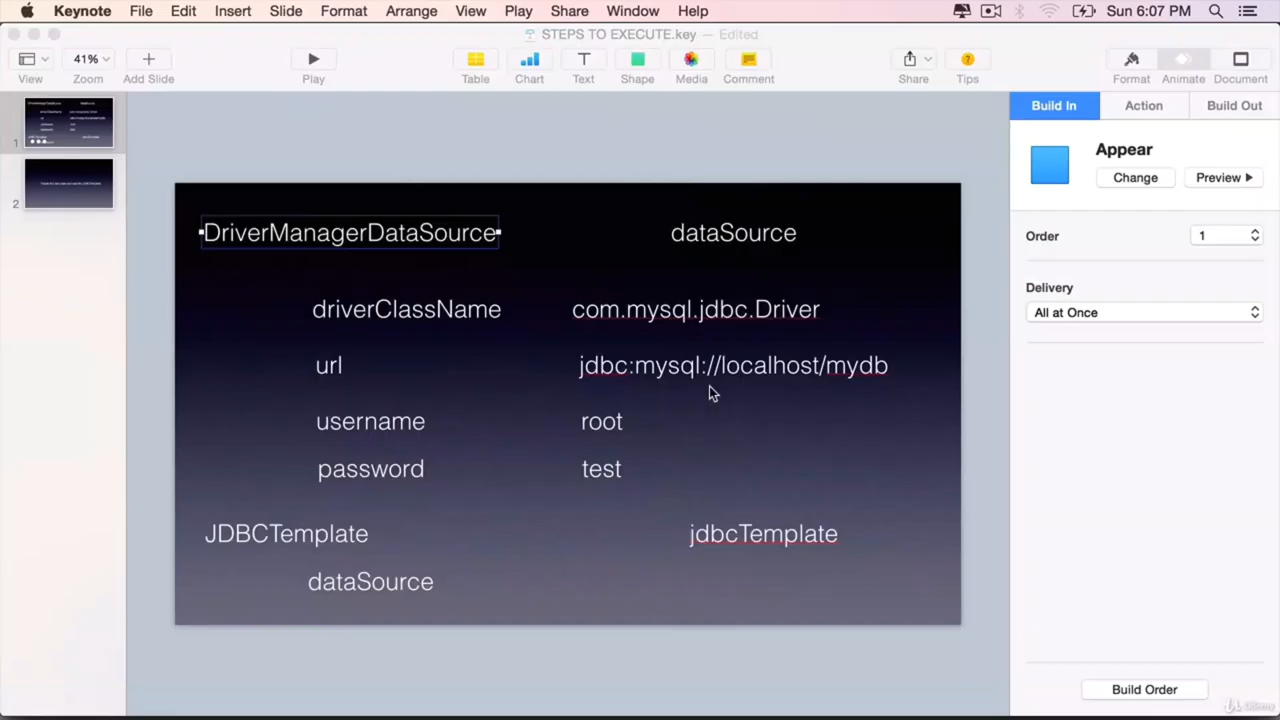 Keynote File Edit Insert Slide Format Arrange View Play Share Window Help Sun 6:07 PM
STEPS TO EXECUTE.key — Edited
41%
View Zoom Add Slide Play Table Chart Text Shape Media Comment Share Tips Format Animate Document
Build In Action Build Out
Appear
Change Preview
Order 1
Delivery
All at Once
1
2
DriverManagerDataSource dataSource
driverClassName com.mysql.jdbc.Driver
url jdbc:mysql://localhost/mydb
username root
password test
JDBCTemplate jdbcTemplate
dataSource
Build Order
Udemy